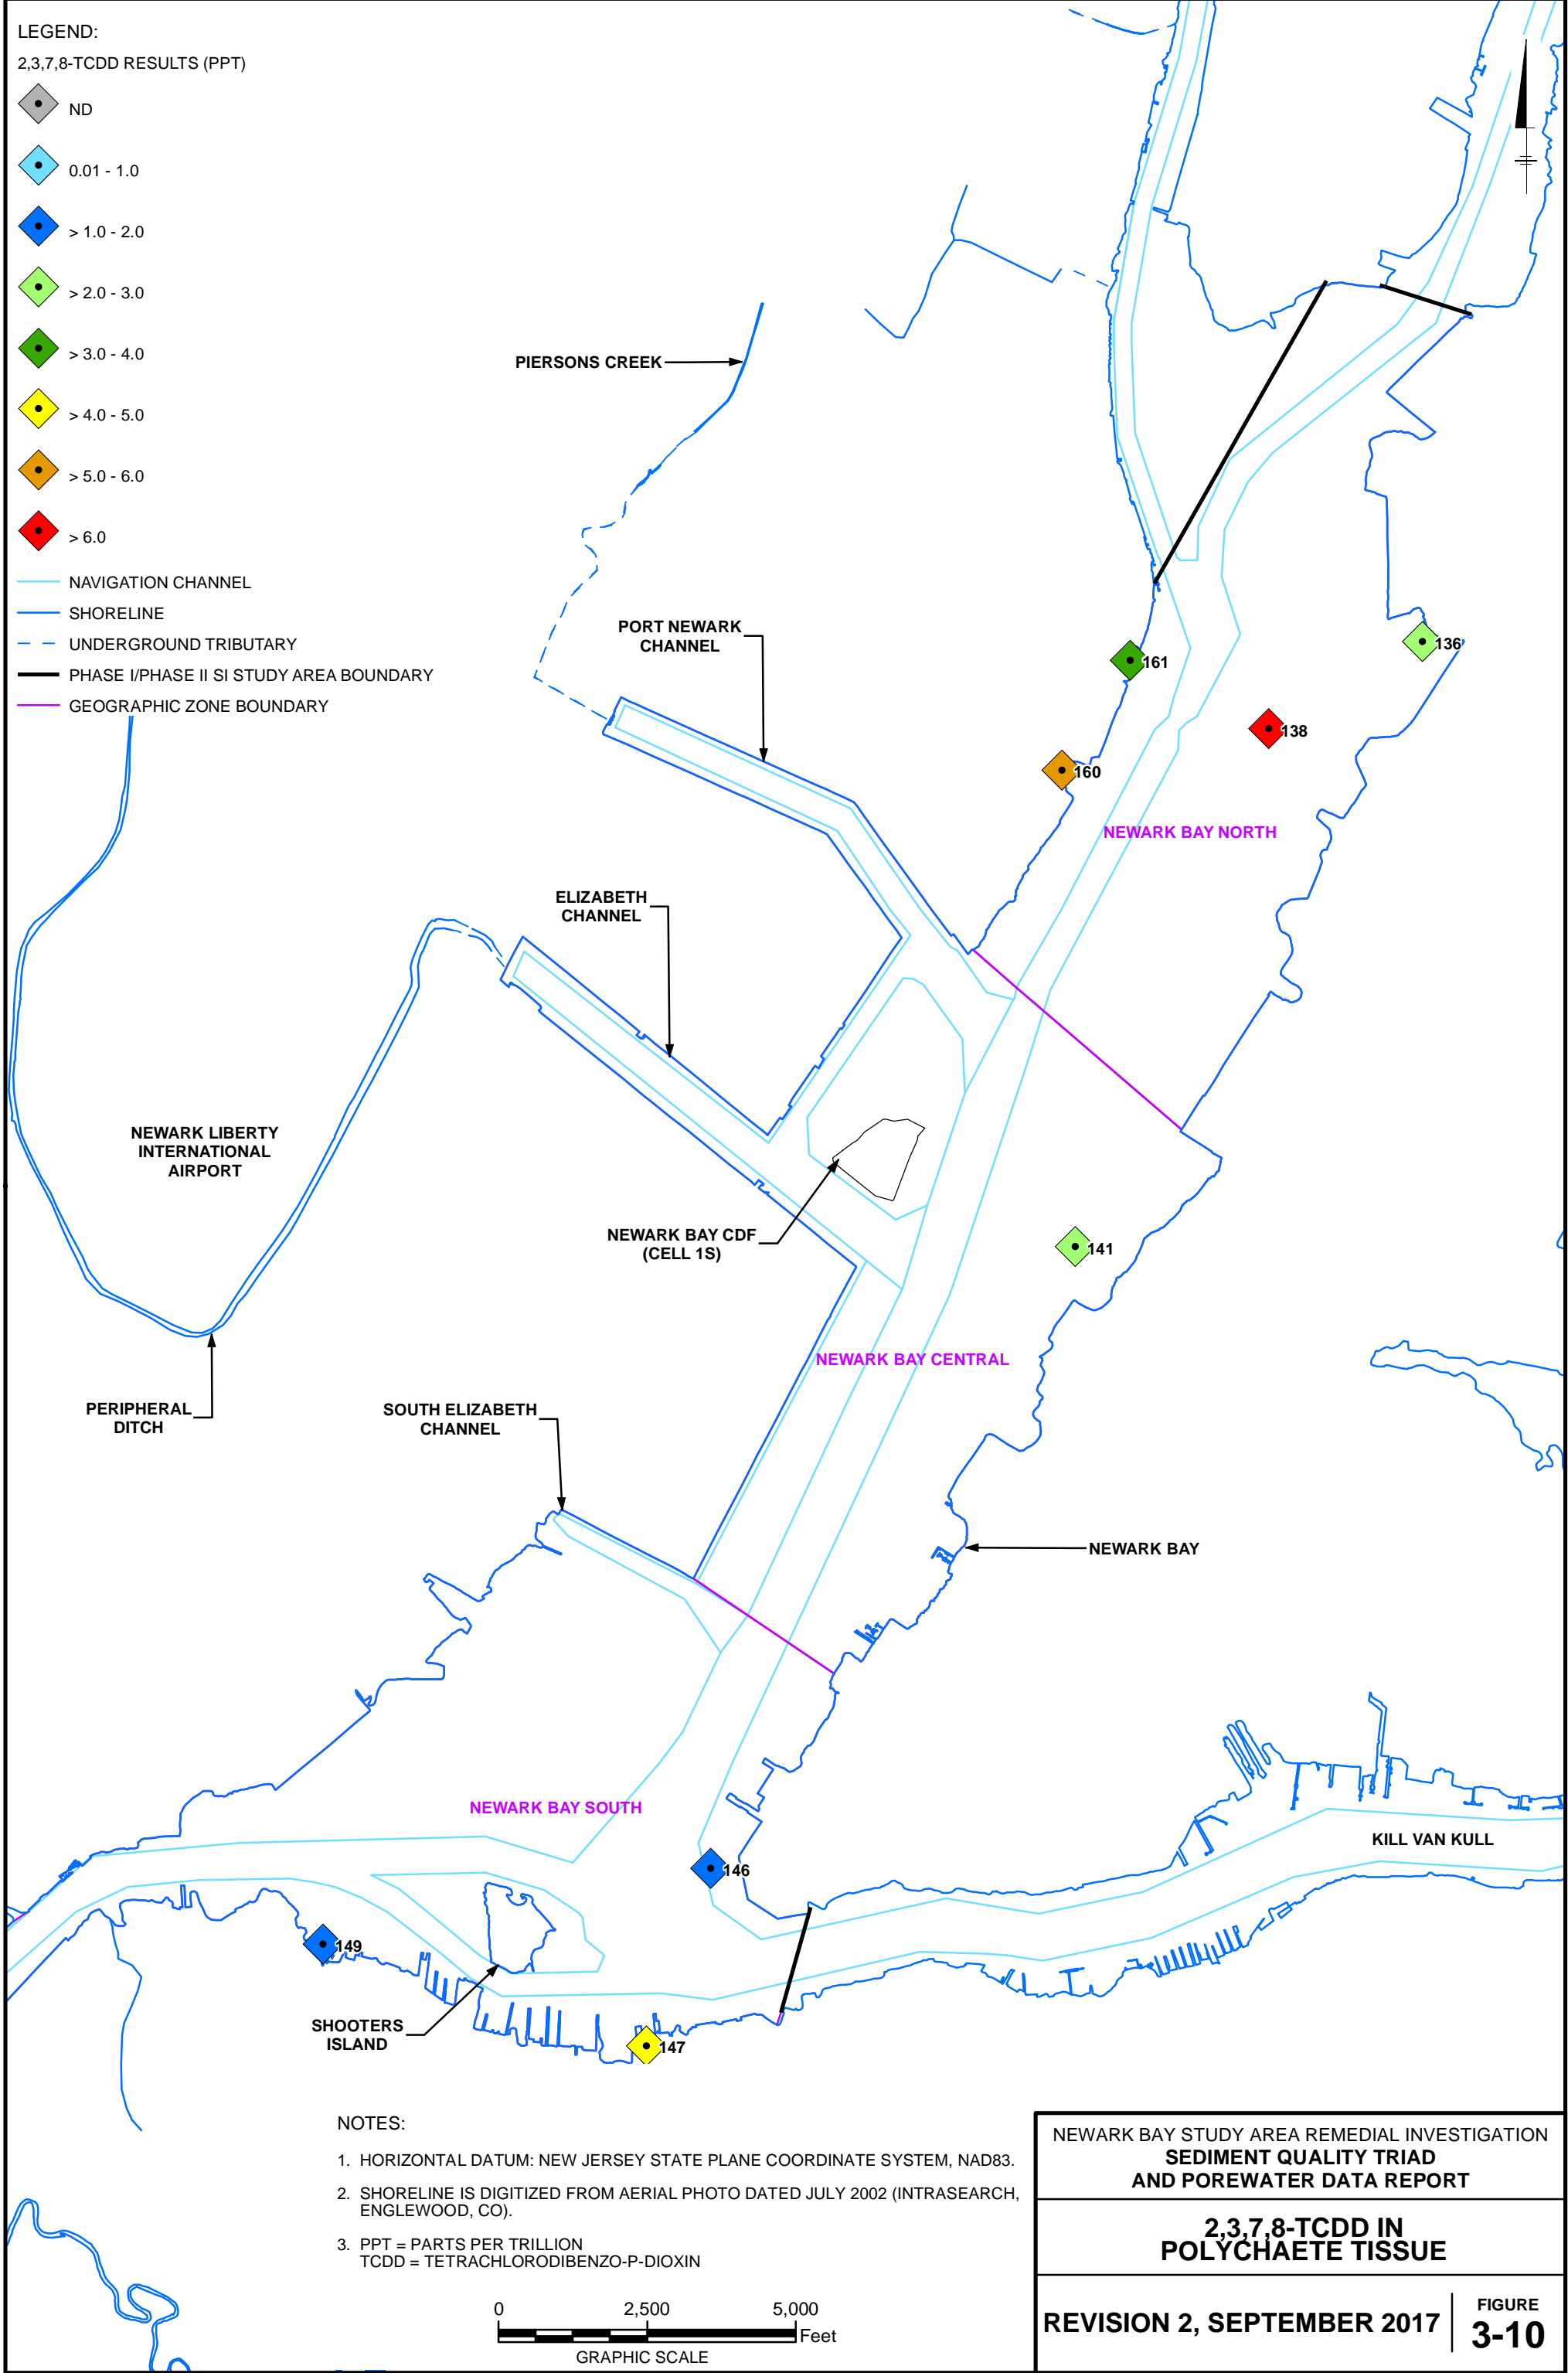 LEGEND:
2,3,7,8-TCDD RESULTS (PPT)
ND
0.01 - 1.0
> 1.0 - 2.0
> 2.0 - 3.0
> 3.0 - 4.0
> 4.0 - 5.0
> 5.0 - 6.0
> 6.0
NAVIGATION CHANNEL
SHORELINE
UNDERGROUND TRIBUTARY
PHASE I/PHASE II SI STUDY AREA BOUNDARY
GEOGRAPHIC ZONE BOUNDARY
PIERSONS CREEK
PORT NEWARK
CHANNEL
161
136
138
160
NEWARK BAY NORTH
ELIZABETH
CHANNEL
NEWARK LIBERTY
INTERNATIONAL
AIRPORT
NEWARK BAY CDF
(CELL 1S)
141
NEWARK BAY CENTRAL
PERIPHERAL
DITCH
SOUTH ELIZABETH
CHANNEL
NEWARK BAY
NEWARK BAY SOUTH
KILL VAN KULL
146
149
SHOOTERS
ISLAND
147
NOTES:
1. HORIZONTAL DATUM: NEW JERSEY STATE PLANE COORDINATE SYSTEM, NAD83.
2. SHORELINE IS DIGITIZED FROM AERIAL PHOTO DATED JULY 2002 (INTRASEARCH,
ENGLEWOOD, CO).
3. PPT = PARTS PER TRILLION
TCDD = TETRACHLORODIBENZO-P-DIOXIN
0 2,500 5,000
Feet
GRAPHIC SCALE
NEWARK BAY STUDY AREA REMEDIAL INVESTIGATION
SEDIMENT QUALITY TRIAD
AND POREWATER DATA REPORT
2,3,7,8-TCDD IN
POLYCHAETE TISSUE
REVISION 2, SEPTEMBER 2017
FIGURE
3-10